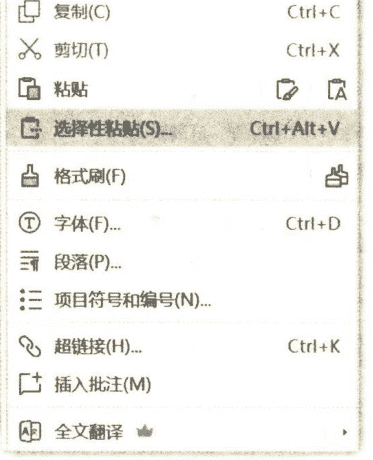 复制(C) Ctrl+C
剪切(T) Ctrl+X
粘贴
选择性粘贴(S)... Ctrl+Alt+V
格式刷(F)
字体(F)... Ctrl+D
段落(P)...
项目符号和编号(N)...
超链接(H)... Ctrl+K
插入批注(M)
全文翻译